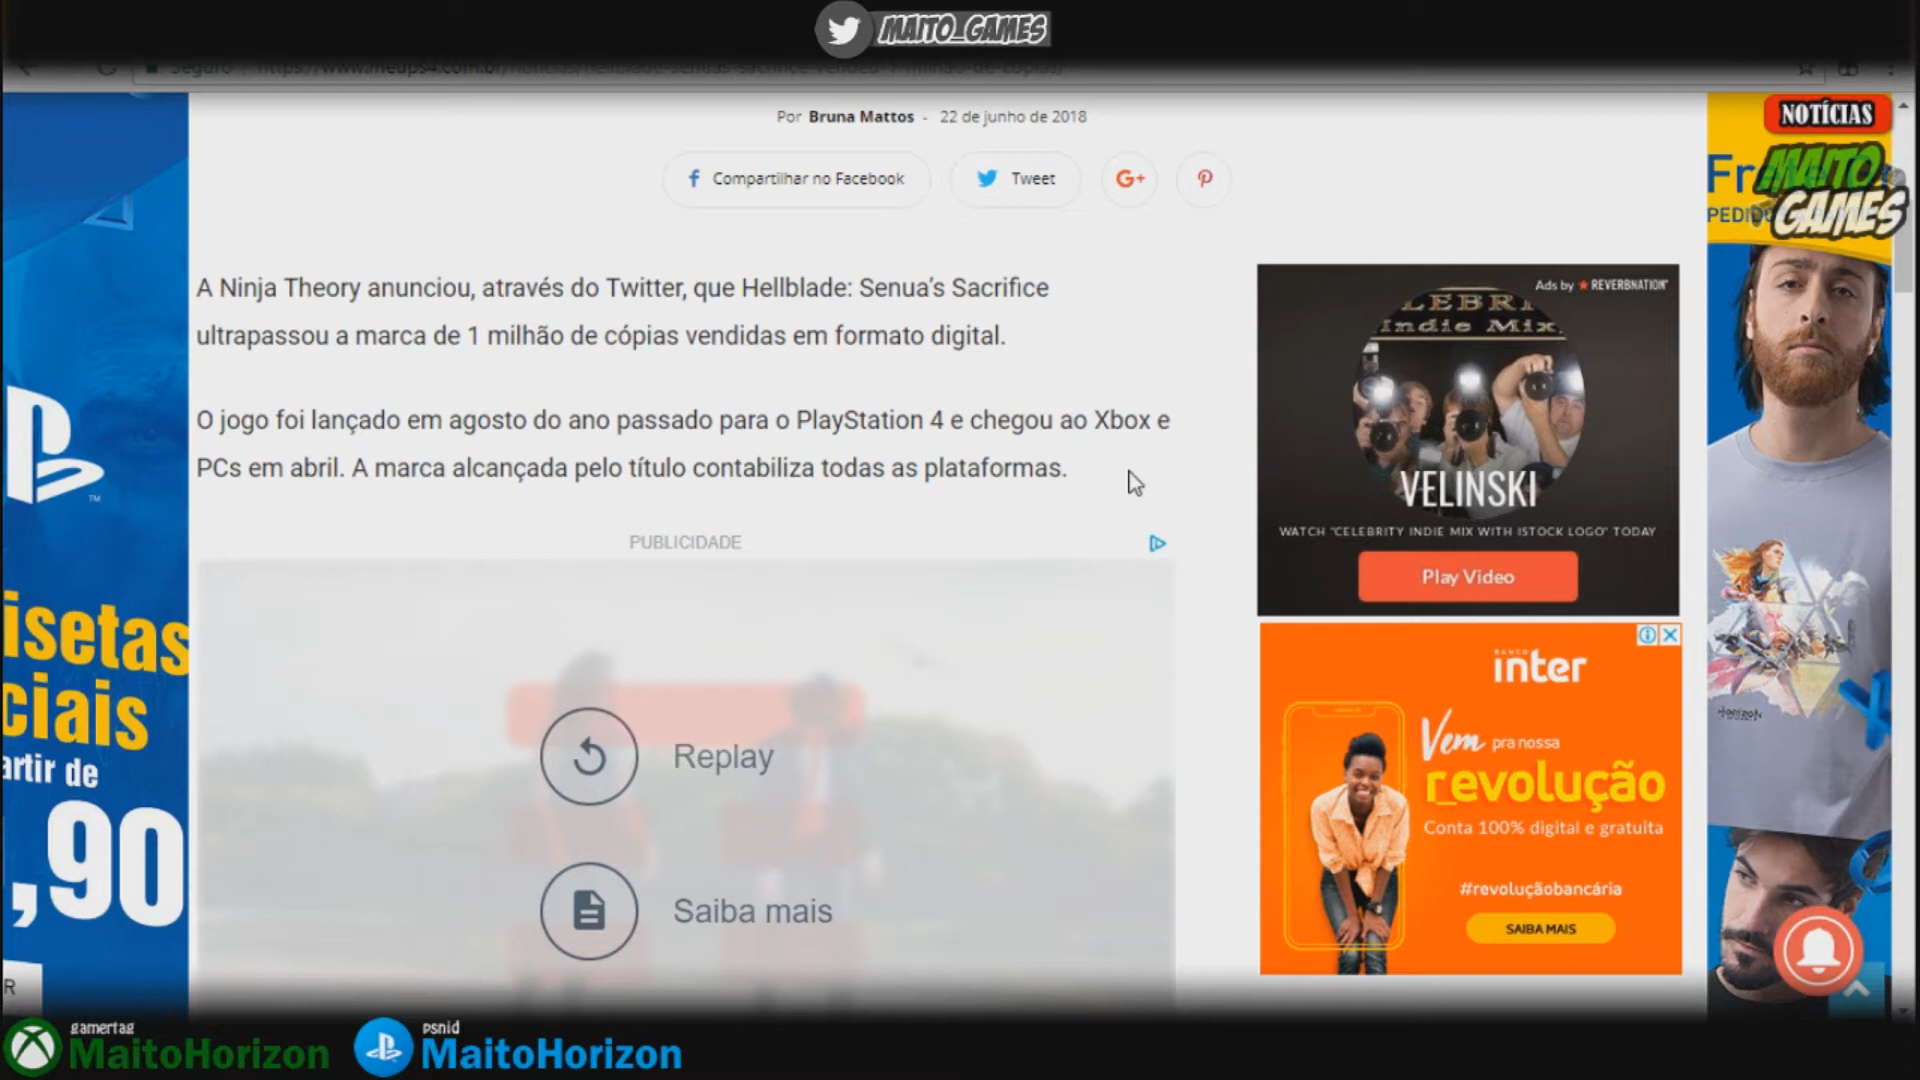 MAITO_GAMES
NOTÍCIAS
MAITO
GAMES
Por Bruna Mattos - 22 de junho de 2018
Compartilhar no Facebook
Tweet
G+
PEDID
A Ninja Theory anunciou, através do Twitter, que Hellblade: Senua's Sacrifice
ultrapassou a marca de 1 milhão de cópias vendidas em formato digital.
O jogo foi lançado em agosto do ano passado para o PlayStation 4 e chegou ao Xbox e
PCs em abril. A marca alcançada pelo título contabiliza todas as plataformas.
PUBLICIDADE
Replay
Saiba mais
Ads by ★ REVERBNATION
Indie Mix
VELINSKI
WATCH "CELEBRITY INDIE MIX WITH ISTOCK LOGO" TODAY
Play Video
BANCO
inter
Vem pra nossa
r_evolução
Conta 100% digital e gratuita
#revoluçãobancária
SAIBA MAIS
isetas
ciais
artir de
,90
R
HORIZON
gamertag
MaitoHorizon
psnid
MaitoHorizon